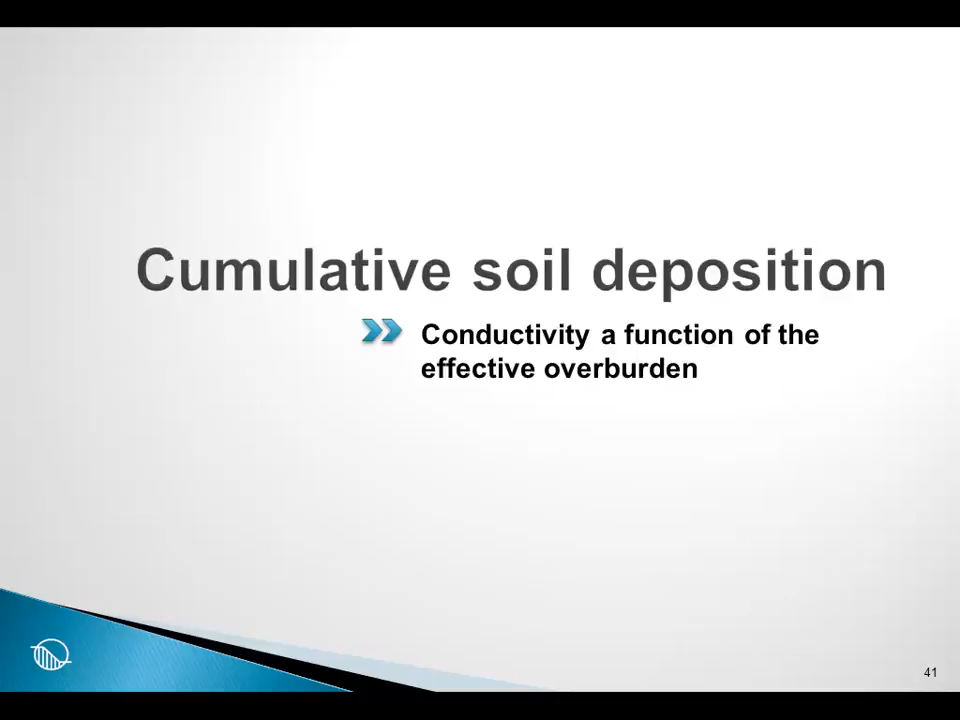 Cumulative soil deposition
Conductivity a function of the
effective overburden
41